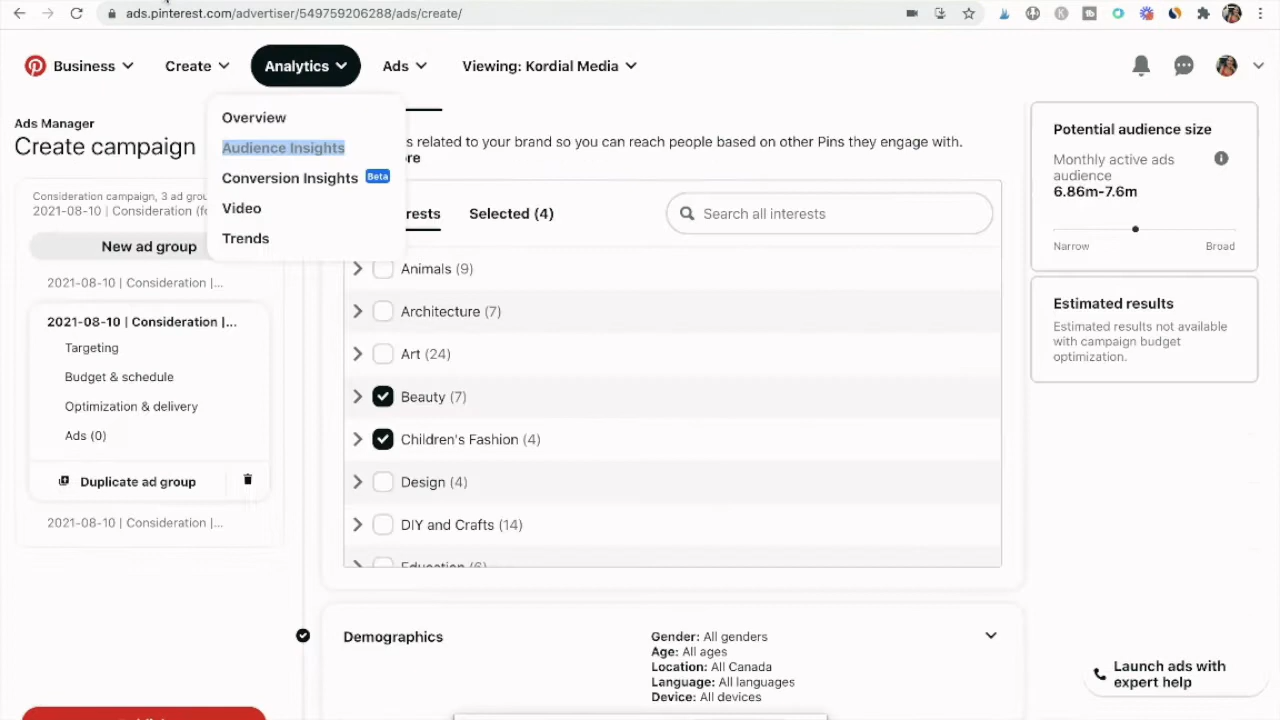 ads.pinterest.com/advertiser/549759206288/ads/create/
Business
Create
Analytics
Ads
Viewing: Kordial Media
Overview
Audience Insights
Conversion Insights Beta
Video
Trends
Ads Manager
Create campaign
Consideration campaign, 3 ad
2021-08-10 | Consideration
New ad group
2021-08-10 | Consideration |...
2021-08-10 | Consideration |...
Targeting
Budget & schedule
Optimization & delivery
Ads (0)
Duplicate ad group
2021-08-10 | Consideration |...
related to your brand so you can reach people based on other Pins they engage with.
Selected (4)
Search all interests
Animals (9)
Architecture (7)
Art (24)
Beauty (7)
Children's Fashion (4)
Design (4)
DIY and Crafts (14)
Education (6)
Demographics
Gender: All genders
Age: All ages
Location: All Canada
Language: All languages
Device: All devices
Potential audience size
Monthly active ads
audience
6.86m-7.6m
Narrow
Broad
Estimated results
Estimated results not available
with campaign budget
optimization.
Launch ads with
expert help